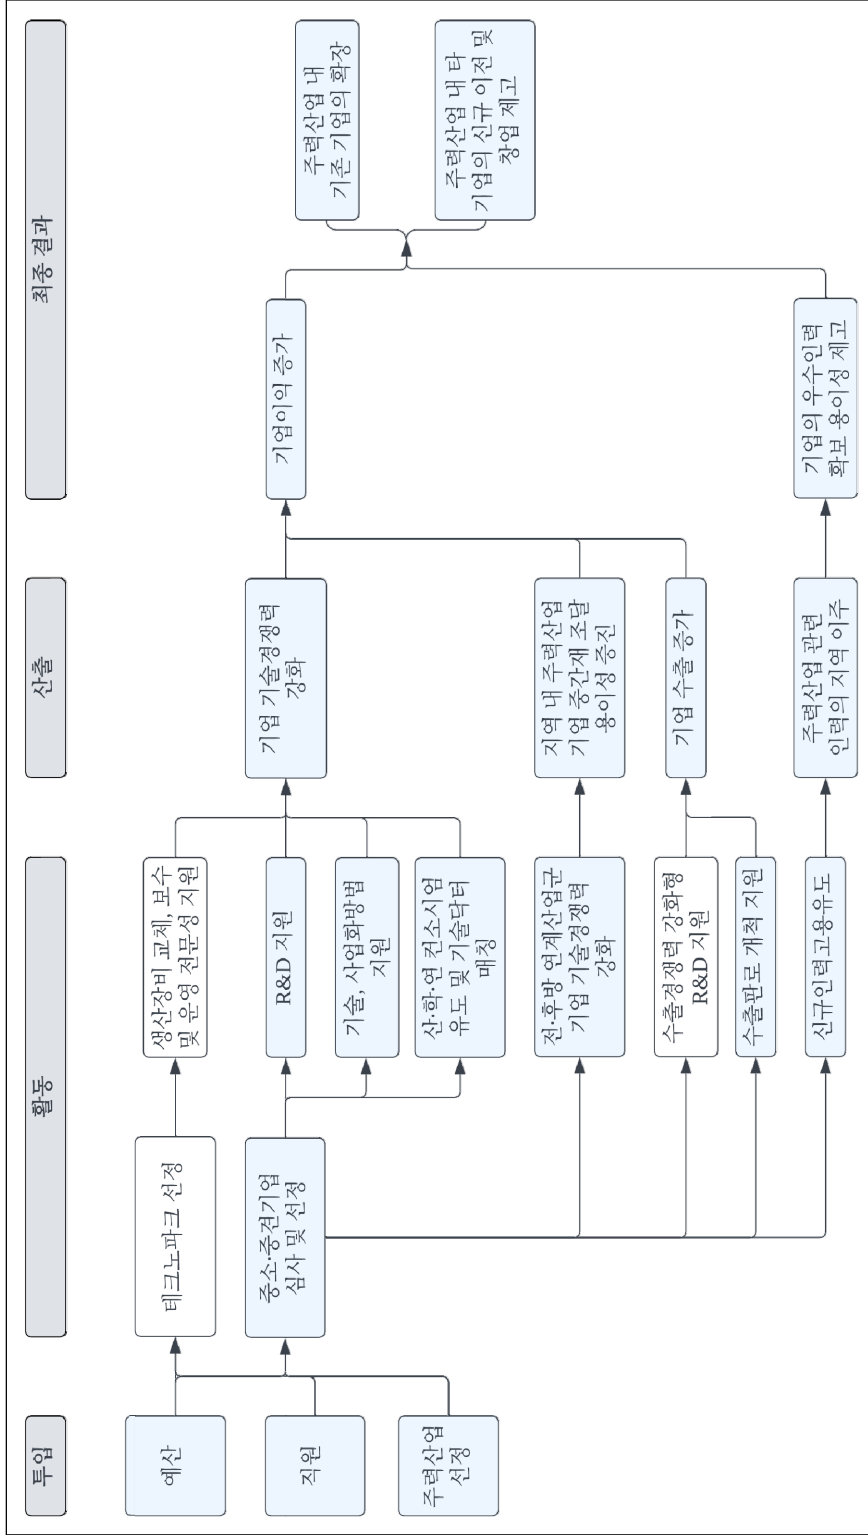 투입
활동
산출
최종 결과
예산
직원
주력산업
선정
테크노파크 선정
중소·중견기업
심사 및 선정
생산장비 교체, 보수
및 운영 전문성 지원
R&D 지원
기술, 사업화방법
지원
산·학·연 컨소시엄
유도 및 기술닥터
매칭
전·후방 연계산업군
기업 기술경쟁력
강화
수출경쟁력 강화형
R&D 지원
수출판로 개척 지원
신규인력고용유도
기업 기술경쟁력
강화
지역 내 주력산업
기업 중간재 조달
용이성 증진
기업 수출 증가
주력산업 관련
인력의 지역 이주
기업이익 증가
기업의 우수인력
확보 용이성 제고
주력산업 내
기존 기업의 확장
주력산업 내 타
기업의 신규 이전 및
창업 제고